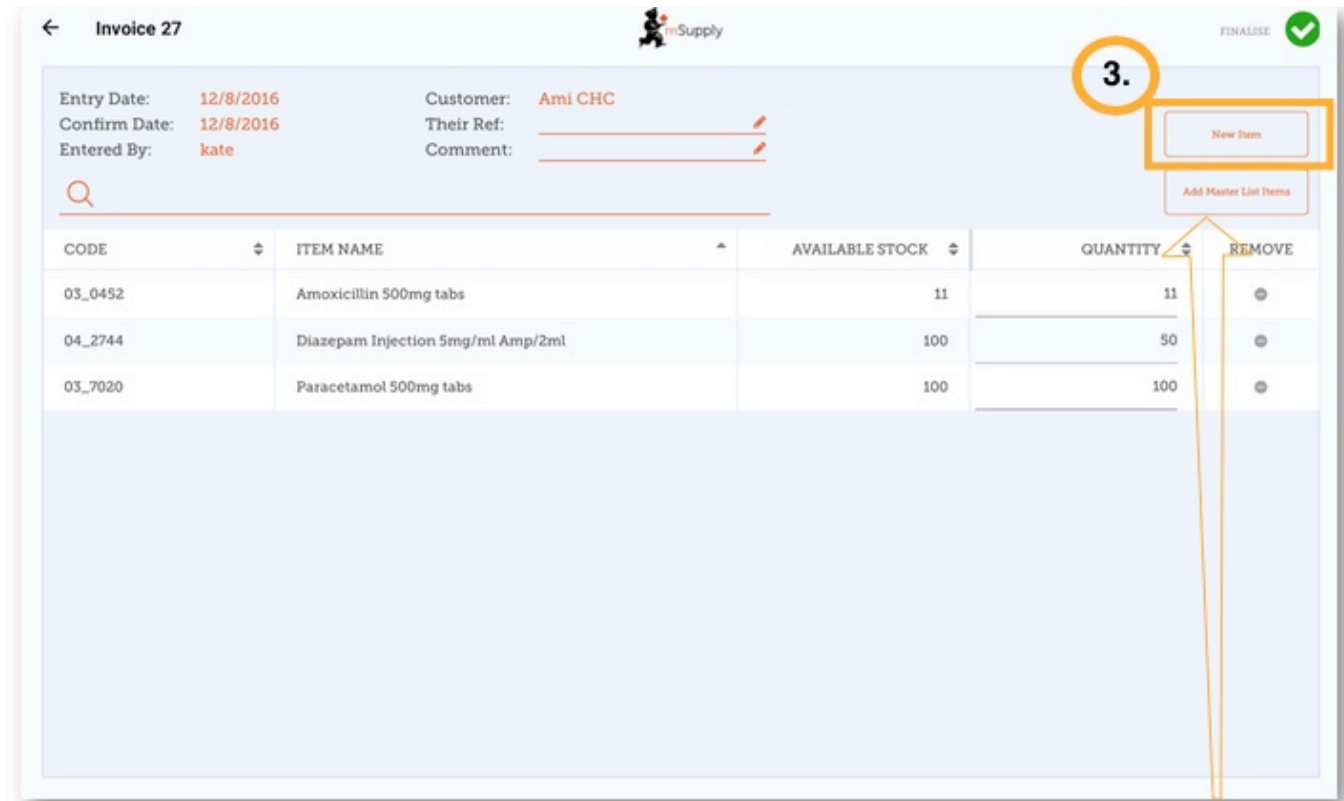 Invoice 27
mSupply
FINALISE
3.
Entry Date: 12/8/2016
Confirm Date: 12/8/2016
Entered By: kate
Customer: Ami CHC
Their Ref:
Comment:
New Item
Add Master List Items
CODE ITEM NAME AVAILABLE STOCK QUANTITY REMOVE
03_0452 Amoxicillin 500mg tabs 11 11
04_2744 Diazepam Injection 5mg/ml Amp/2ml 100 50
03_7020 Paracetamol 500mg tabs 100 100